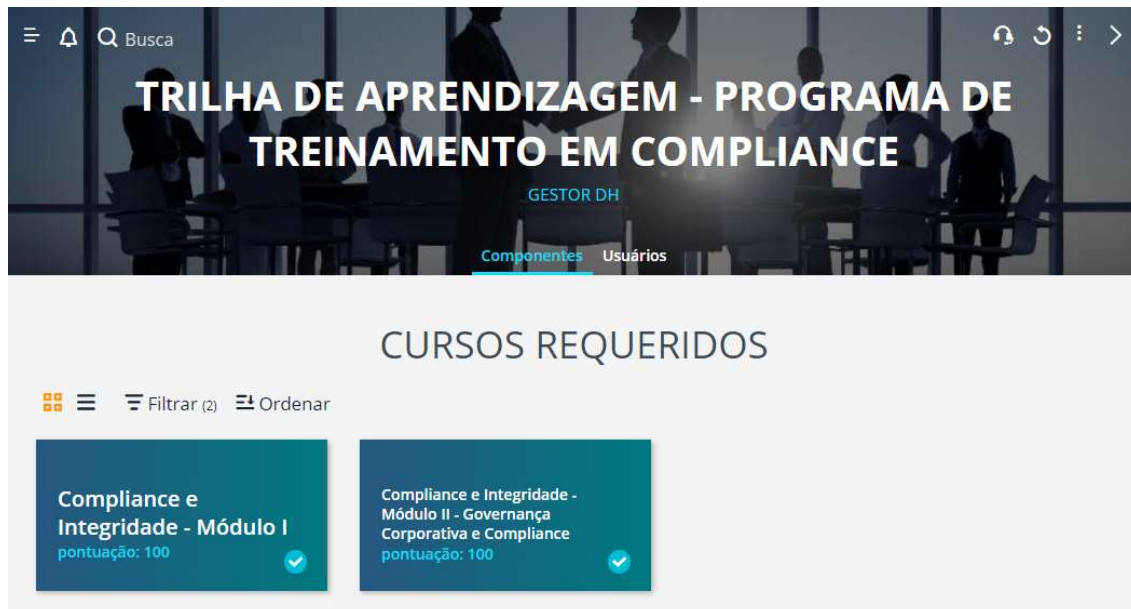 Busca
TRILHA DE APRENDIZAGEM - PROGRAMA DE
TREINAMENTO EM COMPLIANCE
GESTOR DH
Componentes Usuários
CURSOS REQUERIDOS
Filtrar (2) Ordenar
Compliance e
Integridade - Módulo I
pontuação: 100
Compliance e Integridade -
Módulo II - Governança
Corporativa e Compliance
pontuação: 100